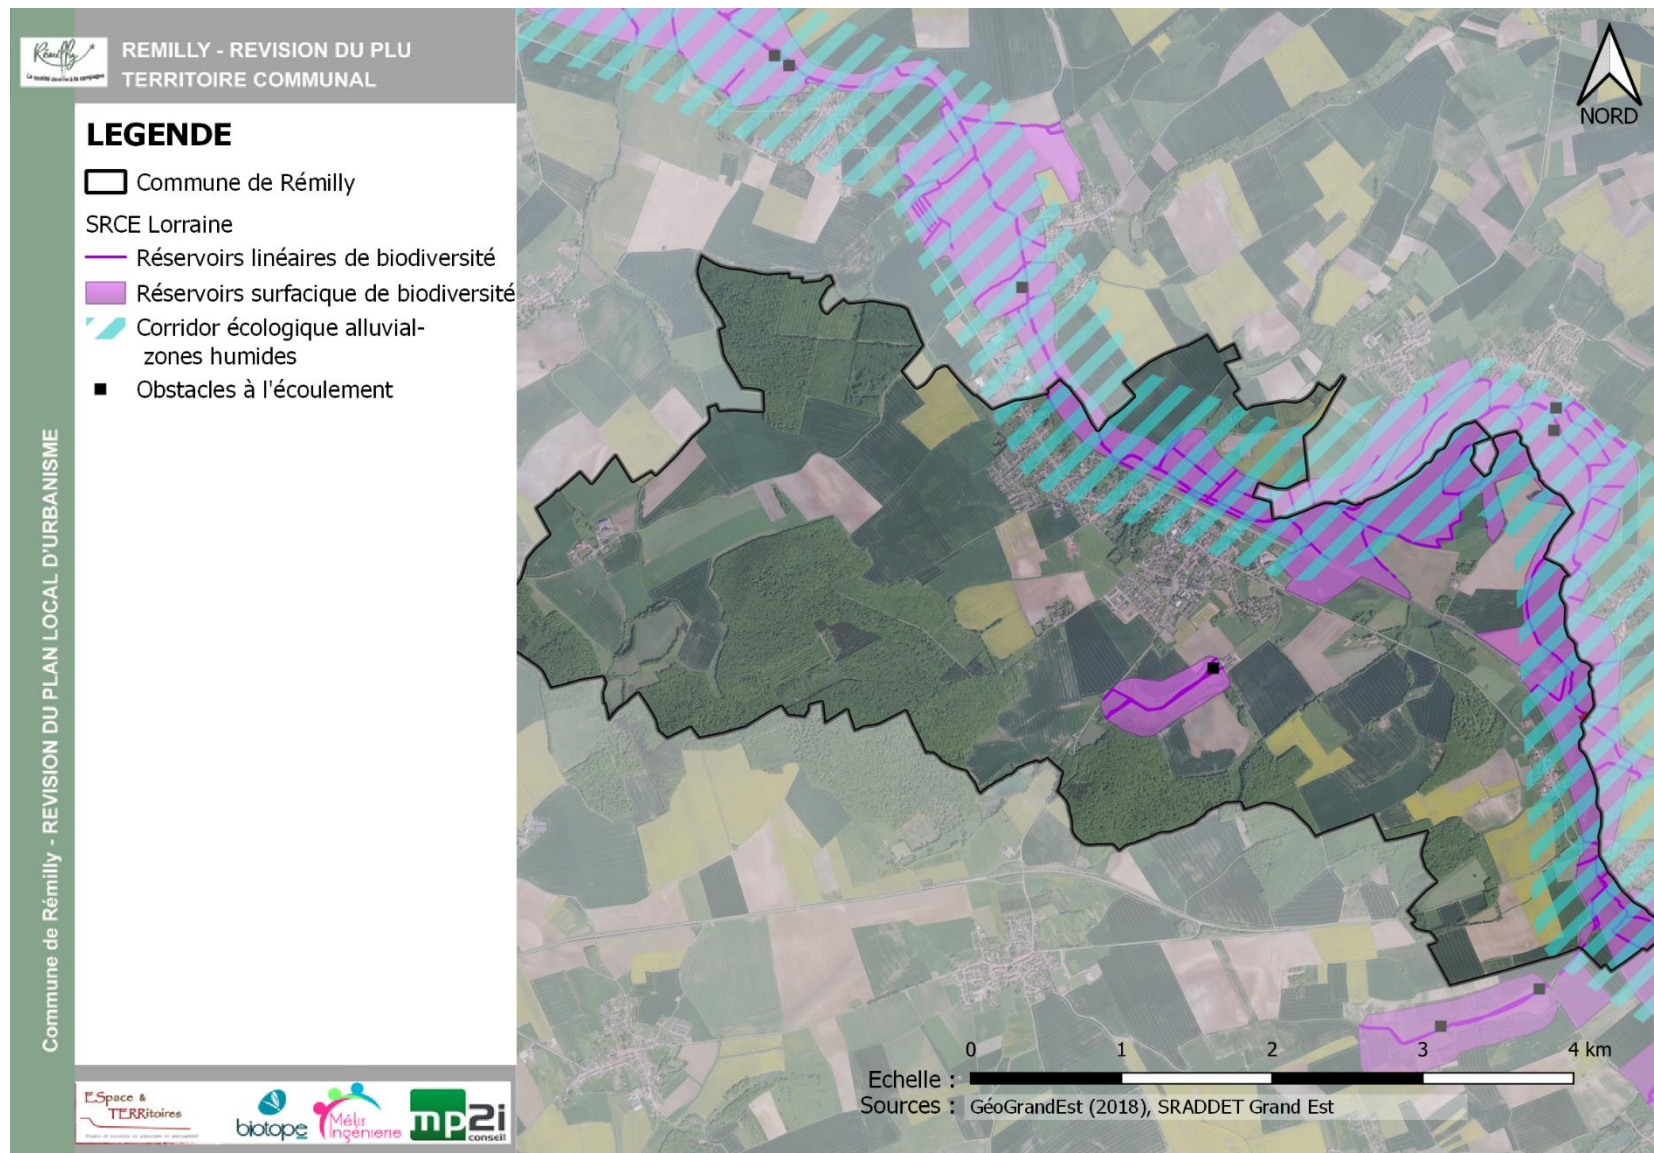 Rémilly
REMILLY - REVISION DU PLU
TERRITOIRE COMMUNAL
LEGENDE
Commune de Rémilly
SRCE Lorraine
Réservoirs linéaires de biodiversité
Réservoirs surfacique de biodiversité
Corridor écologique alluvial-
zones humides
Obstacles à l'écoulement
Commune de Rémilly - REVISION DU PLAN LOCAL D'URBANISME
NORD
0 1 2 3 4 km
Echelle :
Sources : GéoGrandEst (2018), SRADDET Grand Est
ESpace &
TERRitoires
biotope
Mélis
Ingénierie
mp2i
conseil